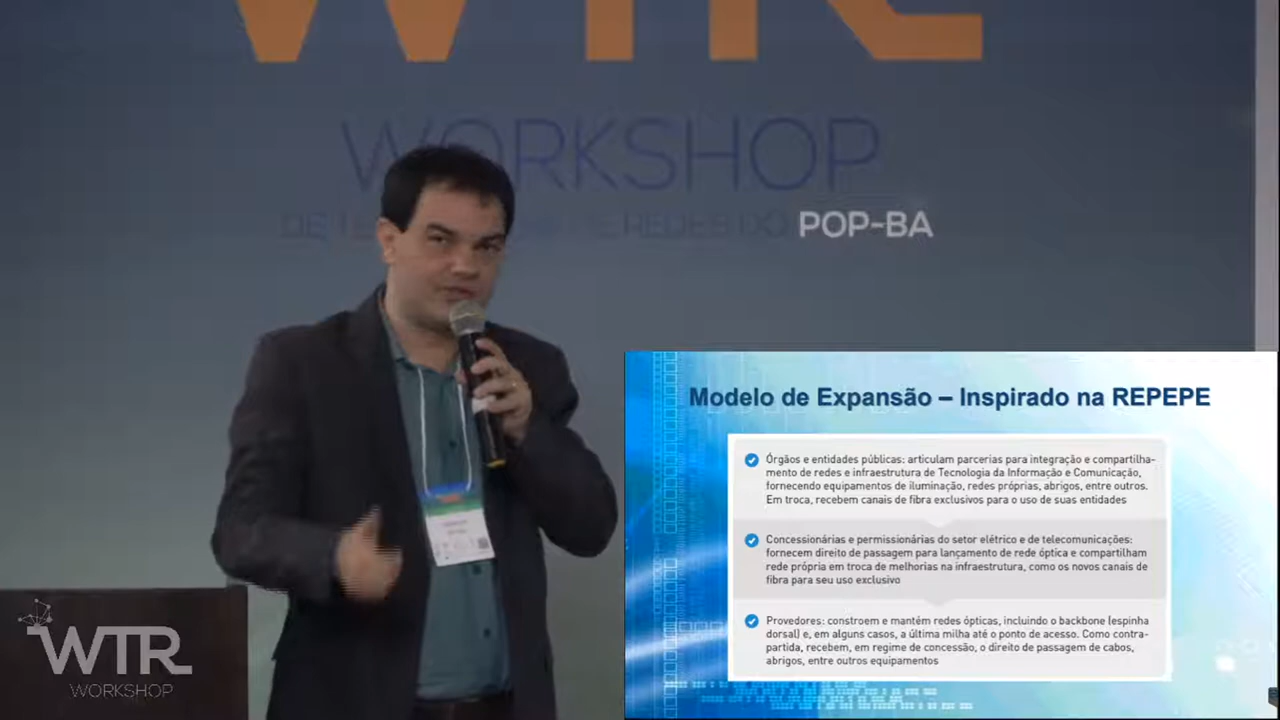 WTR
WORKSHOP
POP-BA
Modelo de Expansão – Inspirado na REPEPE
Órgãos e entidades públicas: articulam parcerias para integração e compartilha-
mento de redes e infraestrutura de Tecnologia da Informação e Comunicação,
fornecendo equipamentos de iluminação, redes próprias, abrigos, entre outros.
Em troca, recebem canais de fibra exclusivos para o uso de suas entidades
Concessionárias e permissionárias do setor elétrico e de telecomunicações:
fornecem direito de passagem para lançamento de rede óptica e compartilham
rede própria em troca de melhorias na infraestrutura, como os novos canais de
fibra para seu uso exclusivo
Provedores: constroem e mantém redes ópticas, incluindo o backbone (espinha
dorsal) e, em alguns casos, a última milha até o ponto de acesso. Como contra-
partida, recebem, em regime de concessão, o direito de passagem de cabos,
abrigos, entre outros equipamentos
WTR
WORKSHOP